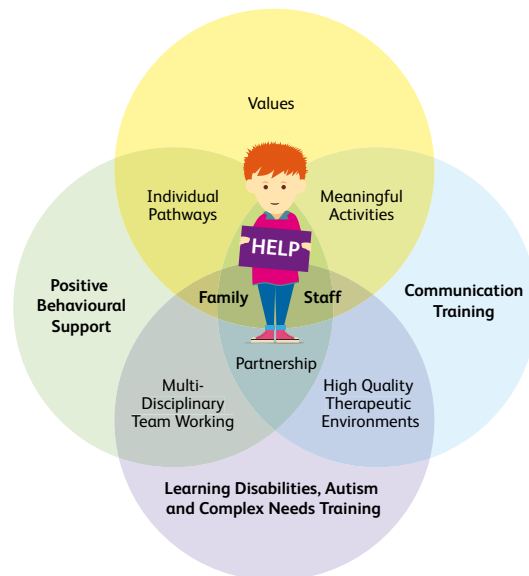 Values
Individual
Pathways
Meaningful
Activities
HELP
Positive
Behavioural
Support
Family
Staff
Communication
Training
Partnership
Multi-
Disciplinary
Team Working
High Quality
Therapeutic
Environments
Learning Disabilities, Autism
and Complex Needs Training